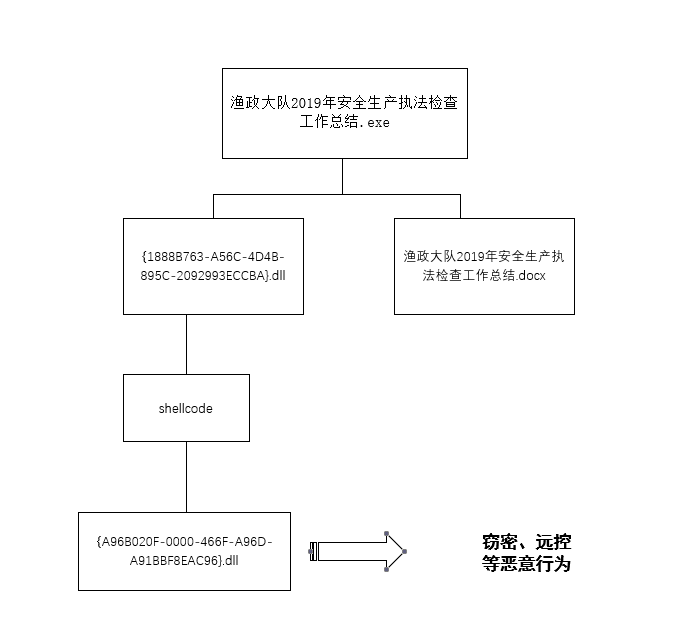 渔政大队2019年安全生产执法检查
工作总结.exe
{1888B763-A56C-4D4B-
895C-2092993ECCBA}.dll
渔政大队2019年安全生产执
法检查工作总结.docx
shellcode
{A96B020F-0000-466F-A96D-
A91BBF8EAC96}.dll
窃密、远控
等恶意行为